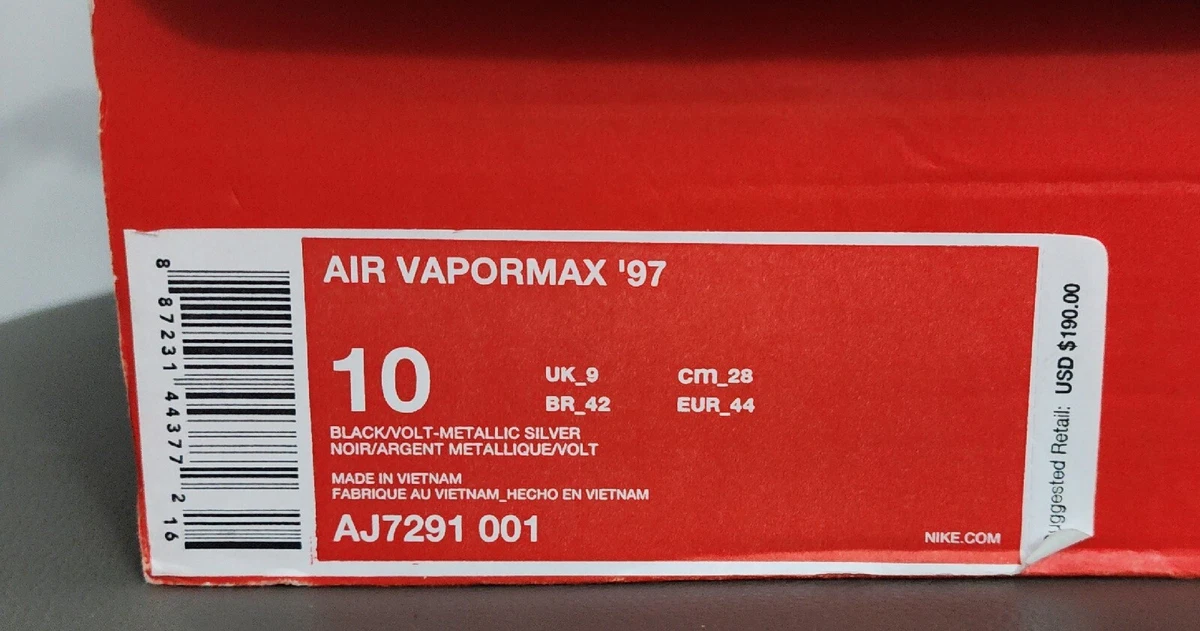 8 87231 44377 2 16
AIR VAPORMAX '97
10
UK_9 cm_28
BR_42 EUR_44
BLACK/VOLT-METALLIC SILVER
NOIR/ARGENT METALLIQUE/VOLT
MADE IN VIETNAM
FABRIQUE AU VIETNAM_HECHO EN VIETNAM
AJ7291 001
NIKE.COM
Retail: USD $190.00